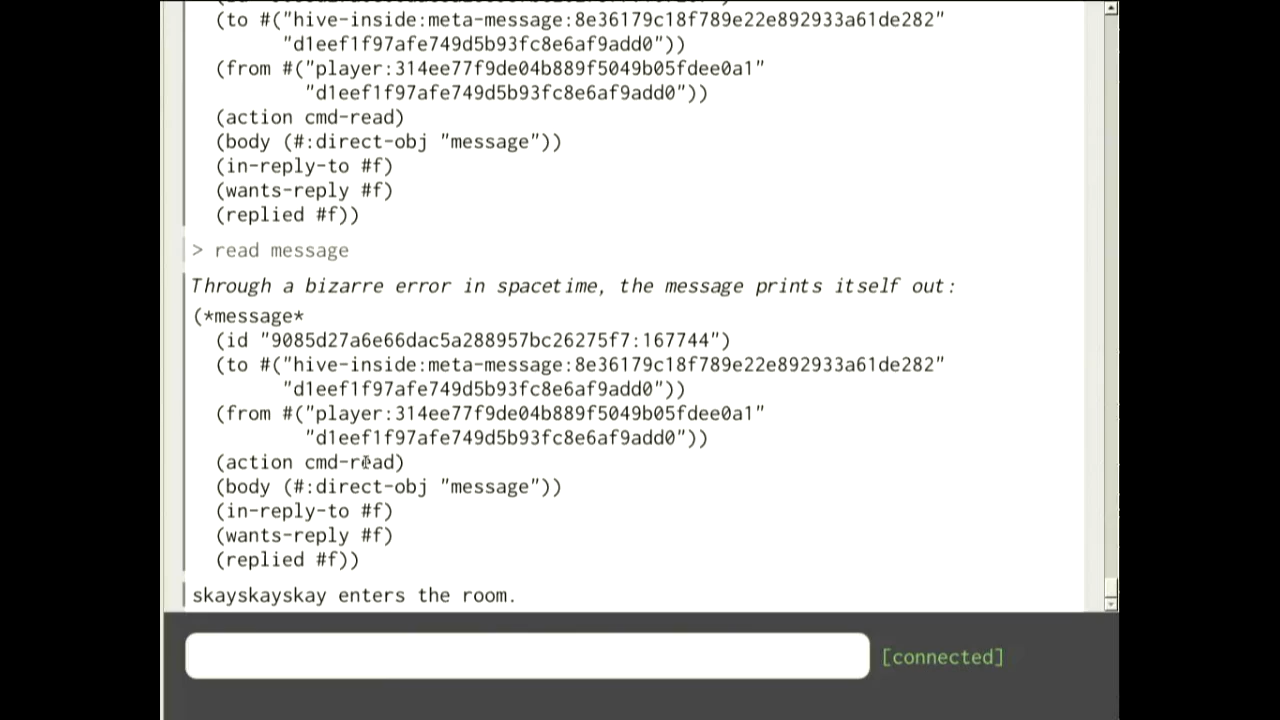 (to #("hive-inside:meta-message:8e36179c18f789e22e892933a61de282"
"d1eef1f97afe749d5b93fc8e6af9add0"))
(from #("player:314ee77f9de04b889f5049b05fdee0a1"
"d1eef1f97afe749d5b93fc8e6af9add0"))
(action cmd-read)
(body (#:direct-obj "message"))
(in-reply-to #f)
(wants-reply #f)
(replied #f))
> read message
Through a bizarre error in spacetime, the message prints itself out:
(*message*
(id "9085d27a6e66dac5a288957bc26275f7:167744")
(to #("hive-inside:meta-message:8e36179c18f789e22e892933a61de282"
"d1eef1f97afe749d5b93fc8e6af9add0"))
(from #("player:314ee77f9de04b889f5049b05fdee0a1"
"d1eef1f97afe749d5b93fc8e6af9add0"))
(action cmd-read)
(body (#:direct-obj "message"))
(in-reply-to #f)
(wants-reply #f)
(replied #f))
skayskayskay enters the room.
[connected]